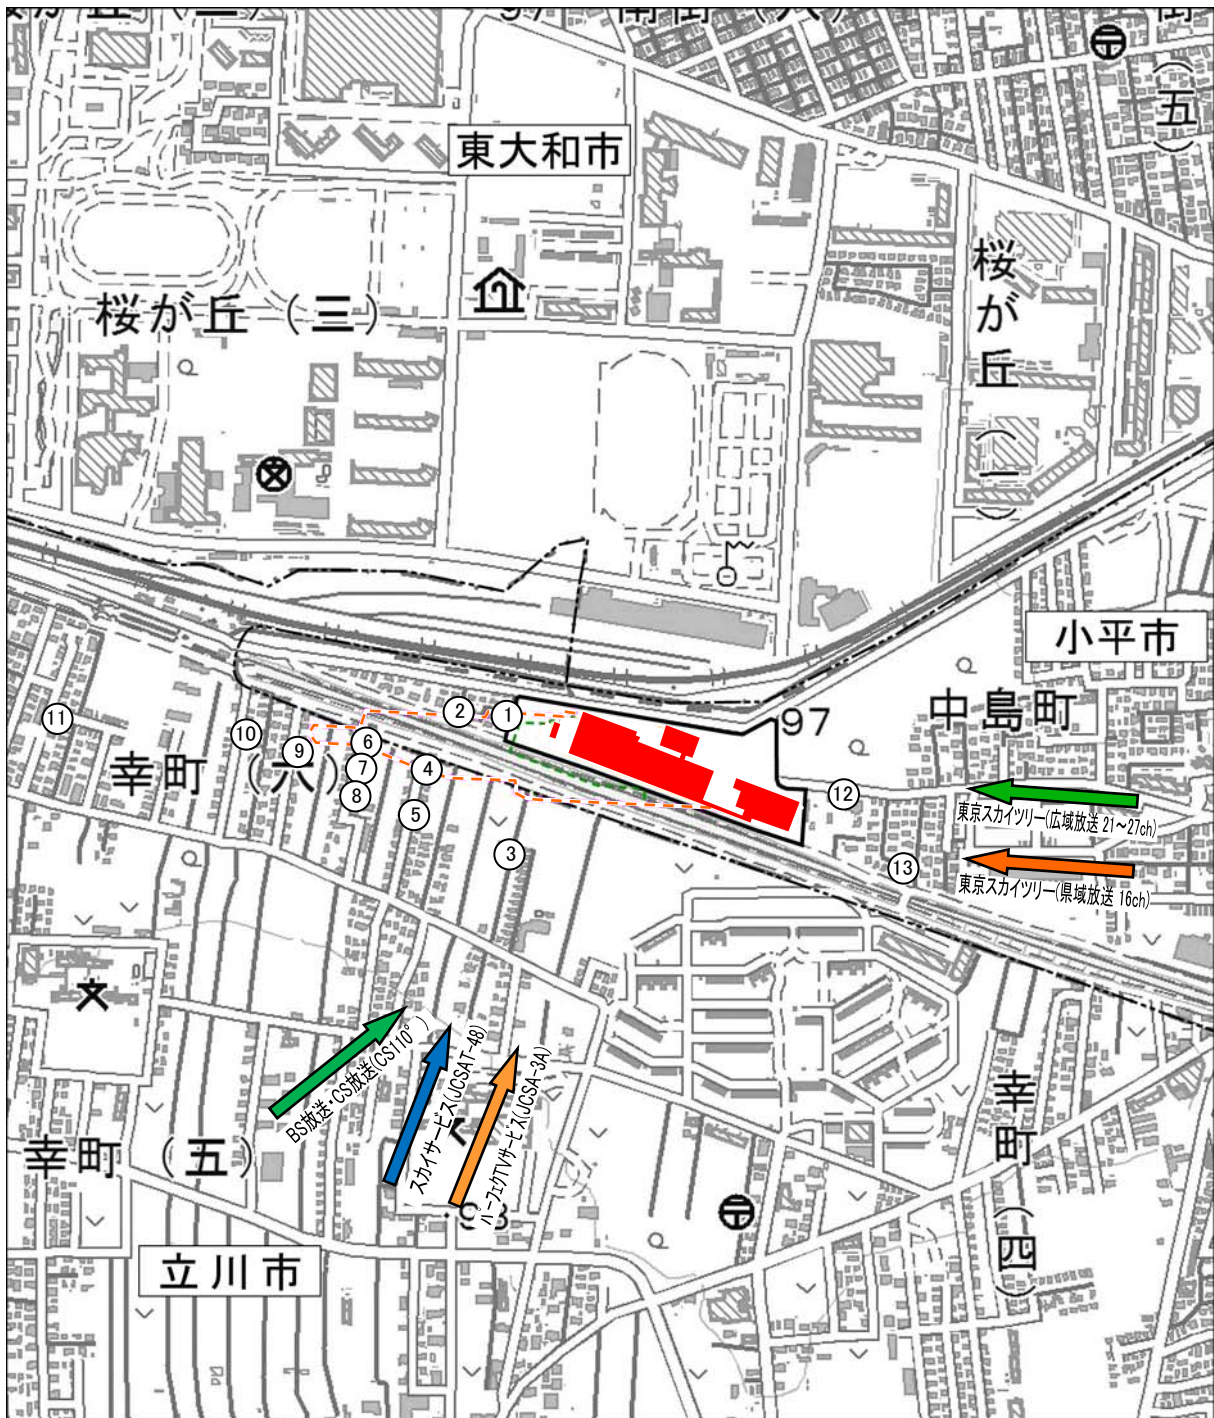 東大和市
(五)
桜が丘 (三)
桜が丘(一)
小平市
中島町
97
①
②
③
④
⑤
⑥
⑦
⑧
⑨
⑩
⑪
⑫
⑬
幸町 (六)
東京スカイツリー(広域放送 21～27ch)
東京スカイツリー(県域放送 16ch)
文
BS放送・CS放送(CS110°)
スカイサービス(JCSAT-4B)
パーフェクTVサービス(JCSA-3A)
幸町 (五)
幸町(四)
立川市